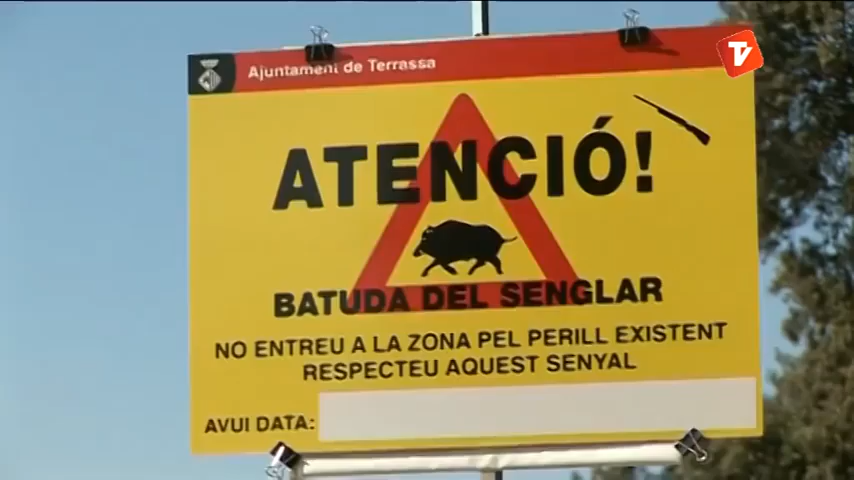 Ajuntament de Terrassa
TV
ATENCIÓ!
BATUDA DEL SENGLAR
NO ENTREU A LA ZONA PEL PERILL EXISTENT
RESPECTEU AQUEST SENYAL
AVUI DATA: